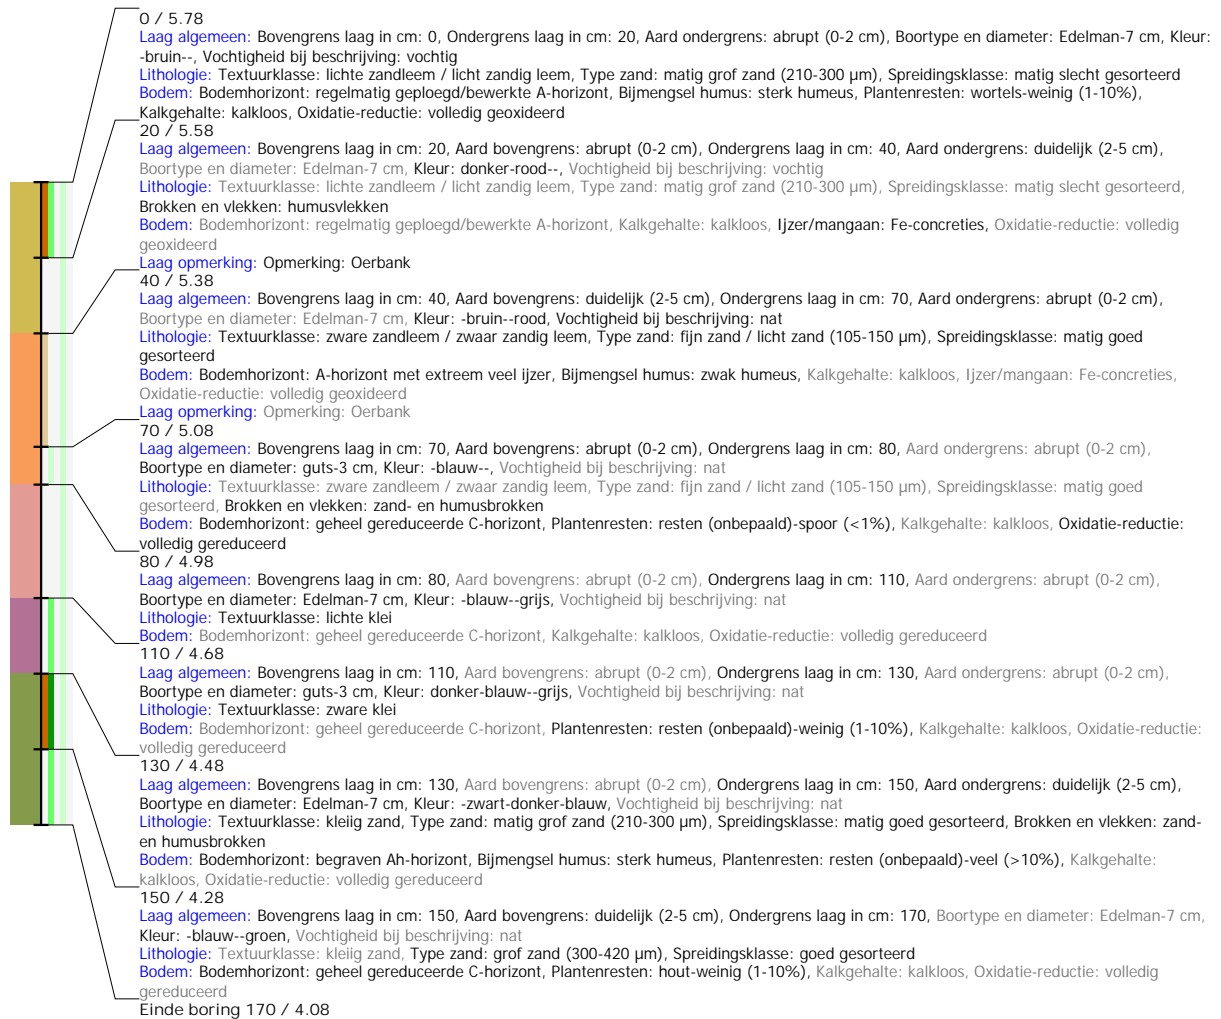 0 / 5.78
Laag algemeen: Bovengrens laag in cm: 0, Ondergrens laag in cm: 20, Aard ondergrens: abrupt (0-2 cm), Boortype en diameter: Edelman-7 cm, Kleur:
-bruin--, Vochtigheid bij beschrijving: vochtig
Lithologie: Textuurklasse: lichte zandleem / licht zandig leem, Type zand: matig grof zand (210-300 µm), Spreidingsklasse: matig slecht gesorteerd
Bodem: Bodemhorizont: regelmatig geploegd/bewerkte A-horizont, Bijmengsel humus: sterk humeus, Plantenresten: wortels-weinig (1-10%),
Kalkgehalte: kalkloos, Oxidatie-reductie: volledig geoxideerd
20 / 5.58
Laag algemeen: Bovengrens laag in cm: 20, Aard bovengrens: abrupt (0-2 cm), Ondergrens laag in cm: 40, Aard ondergrens: duidelijk (2-5 cm),
Boortype en diameter: Edelman-7 cm, Kleur: donker-rood--, Vochtigheid bij beschrijving: vochtig
Lithologie: Textuurklasse: lichte zandleem / licht zandig leem, Type zand: matig grof zand (210-300 µm), Spreidingsklasse: matig slecht gesorteerd,
Brokken en vlekken: humusvlekken
Bodem: Bodemhorizont: regelmatig geploegd/bewerkte A-horizont, Kalkgehalte: kalkloos, Ijzer/mangaan: Fe-concreties, Oxidatie-reductie: volledig
geoxideerd
Laag opmerking: Opmerking: Oerbank
40 / 5.38
Laag algemeen: Bovengrens laag in cm: 40, Aard bovengrens: duidelijk (2-5 cm), Ondergrens laag in cm: 70, Aard ondergrens: abrupt (0-2 cm),
Boortype en diameter: Edelman-7 cm, Kleur: -bruin--rood, Vochtigheid bij beschrijving: nat
Lithologie: Textuurklasse: zware zandleem / zwaar zandig leem, Type zand: fijn zand / licht zand (105-150 µm), Spreidingsklasse: matig goed
gesorteerd
Bodem: Bodemhorizont: A-horizont met extreem veel ijzer, Bijmengsel humus: zwak humeus, Kalkgehalte: kalkloos, Ijzer/mangaan: Fe-concreties,
Oxidatie-reductie: volledig geoxideerd
Laag opmerking: Opmerking: Oerbank
70 / 5.08
Laag algemeen: Bovengrens laag in cm: 70, Aard bovengrens: abrupt (0-2 cm), Ondergrens laag in cm: 80, Aard ondergrens: abrupt (0-2 cm),
Boortype en diameter: guts-3 cm, Kleur: -blauw--, Vochtigheid bij beschrijving: nat
Lithologie: Textuurklasse: zware zandleem / zwaar zandig leem, Type zand: fijn zand / licht zand (105-150 µm), Spreidingsklasse: matig goed
gesorteerd, Brokken en vlekken: zand- en humusbrokken
Bodem: Bodemhorizont: geheel gereduceerde C-horizont, Plantenresten: resten (onbepaald)-spoor (<1%), Kalkgehalte: kalkloos, Oxidatie-reductie:
volledig gereduceerd
80 / 4.98
Laag algemeen: Bovengrens laag in cm: 80, Aard bovengrens: abrupt (0-2 cm), Ondergrens laag in cm: 110, Aard ondergrens: abrupt (0-2 cm),
Boortype en diameter: Edelman-7 cm, Kleur: -blauw--grijs, Vochtigheid bij beschrijving: nat
Lithologie: Textuurklasse: lichte klei
Bodem: Bodemhorizont: geheel gereduceerde C-horizont, Kalkgehalte: kalkloos, Oxidatie-reductie: volledig gereduceerd
110 / 4.68
Laag algemeen: Bovengrens laag in cm: 110, Aard bovengrens: abrupt (0-2 cm), Ondergrens laag in cm: 130, Aard ondergrens: abrupt (0-2 cm),
Boortype en diameter: guts-3 cm, Kleur: donker-blauw--grijs, Vochtigheid bij beschrijving: nat
Lithologie: Textuurklasse: zware klei
Bodem: Bodemhorizont: geheel gereduceerde C-horizont, Plantenresten: resten (onbepaald)-weinig (1-10%), Kalkgehalte: kalkloos, Oxidatie-reductie:
volledig gereduceerd
130 / 4.48
Laag algemeen: Bovengrens laag in cm: 130, Aard bovengrens: abrupt (0-2 cm), Ondergrens laag in cm: 150, Aard ondergrens: duidelijk (2-5 cm),
Boortype en diameter: Edelman-7 cm, Kleur: -zwart-donker-blauw, Vochtigheid bij beschrijving: nat
Lithologie: Textuurklasse: kleiig zand, Type zand: matig grof zand (210-300 µm), Spreidingsklasse: matig goed gesorteerd, Brokken en vlekken: zand-
en humusbrokken
Bodem: Bodemhorizont: begraven Ah-horizont, Bijmengsel humus: sterk humeus, Plantenresten: resten (onbepaald)-veel (>10%), Kalkgehalte:
kalkloos, Oxidatie-reductie: volledig gereduceerd
150 / 4.28
Laag algemeen: Bovengrens laag in cm: 150, Aard bovengrens: duidelijk (2-5 cm), Ondergrens laag in cm: 170, Boortype en diameter: Edelman-7 cm,
Kleur: -blauw--groen, Vochtigheid bij beschrijving: nat
Lithologie: Textuurklasse: kleiig zand, Type zand: grof zand (300-420 µm), Spreidingsklasse: goed gesorteerd
Bodem: Bodemhorizont: geheel gereduceerde C-horizont, Plantenresten: hout-weinig (1-10%), Kalkgehalte: kalkloos, Oxidatie-reductie: volledig
gereduceerd
Einde boring 170 / 4.08